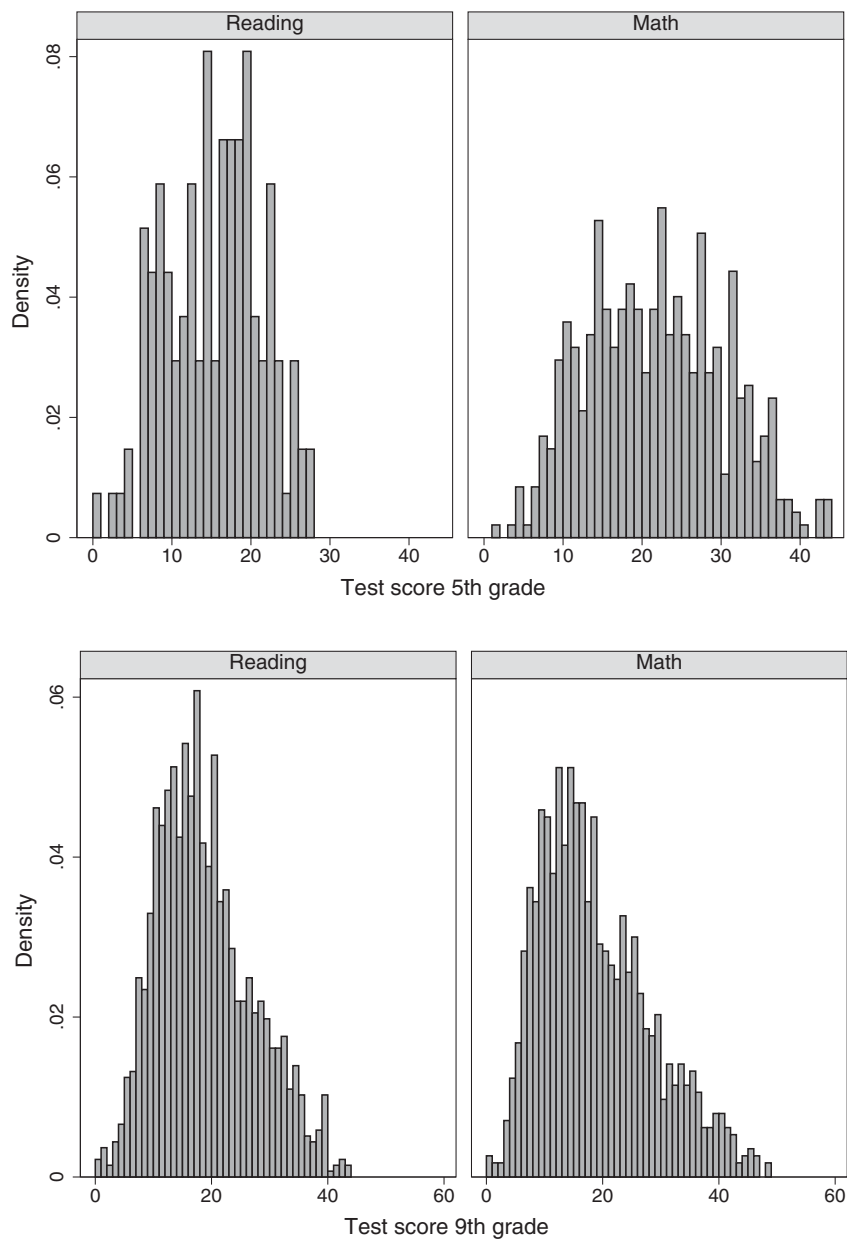 Reading Math
.08
.06
.04
.02
0
Density
0 10 20 30 40 0 10 20 30 40
Test score 5th grade
Reading Math
.06
.04
.02
0
Density
0 20 40 60 0 20 40 60
Test score 9th grade